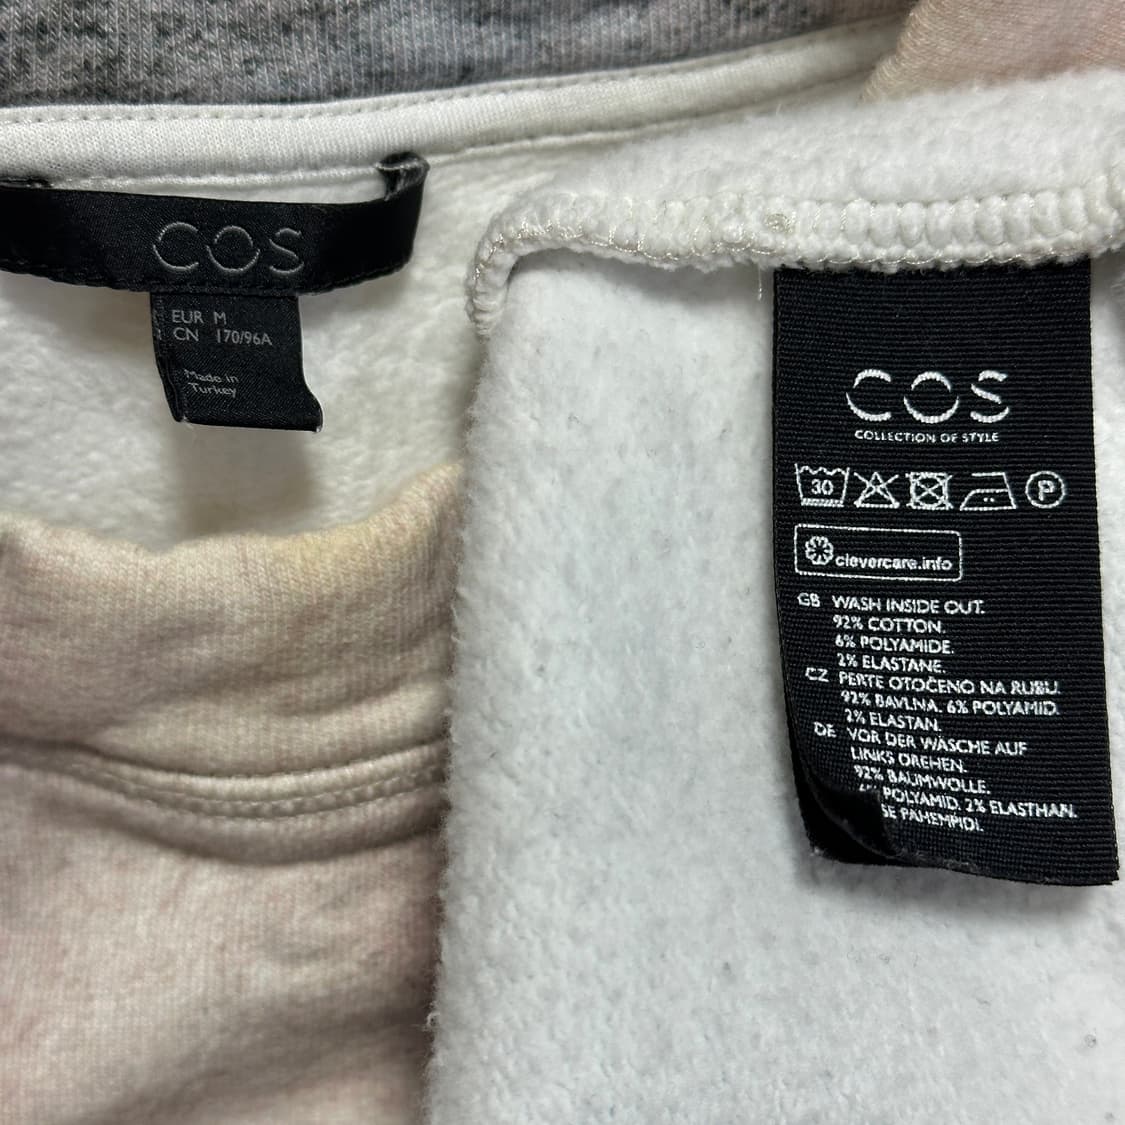 COS
EUR M
CN 170/96A
Made in
Turkey
COS
COLLECTION OF STYLE
30
P
clevercare.info
GB WASH INSIDE OUT.
92% COTTON.
6% POLYAMIDE.
2% ELASTANE.
CZ PERTE OTOČENO NA RUBU.
92% BAVLNA. 6% POLYAMID.
2% ELASTAN.
DE VOR DER WÄSCHE AUF
LINKS DREHEN.
92% BAUMWOLLE.
POLYAMID. 2% ELASTHAN.
PAHEMPIDI.